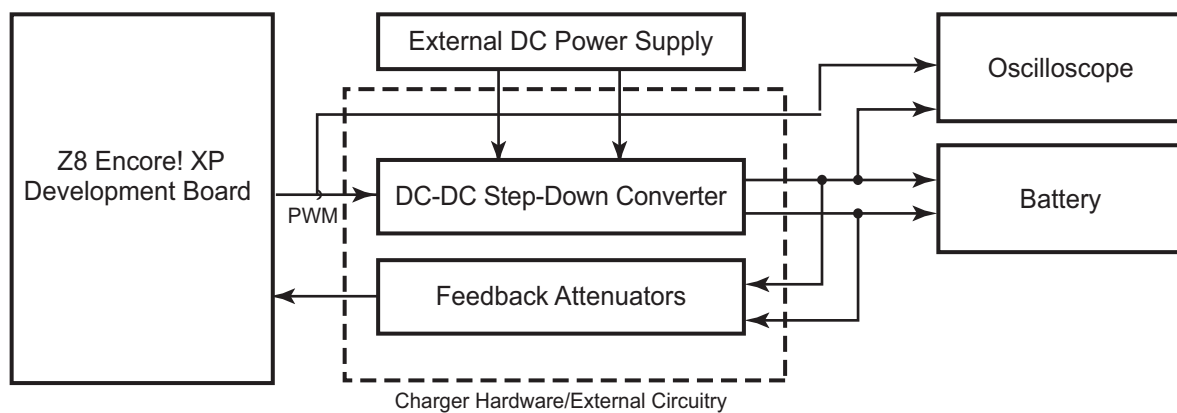 External DC Power Supply
Oscilloscope
Z8 Encore! XP
Development Board
PWM
DC-DC Step-Down Converter
Battery
Feedback Attenuators
Charger Hardware/External Circuitry